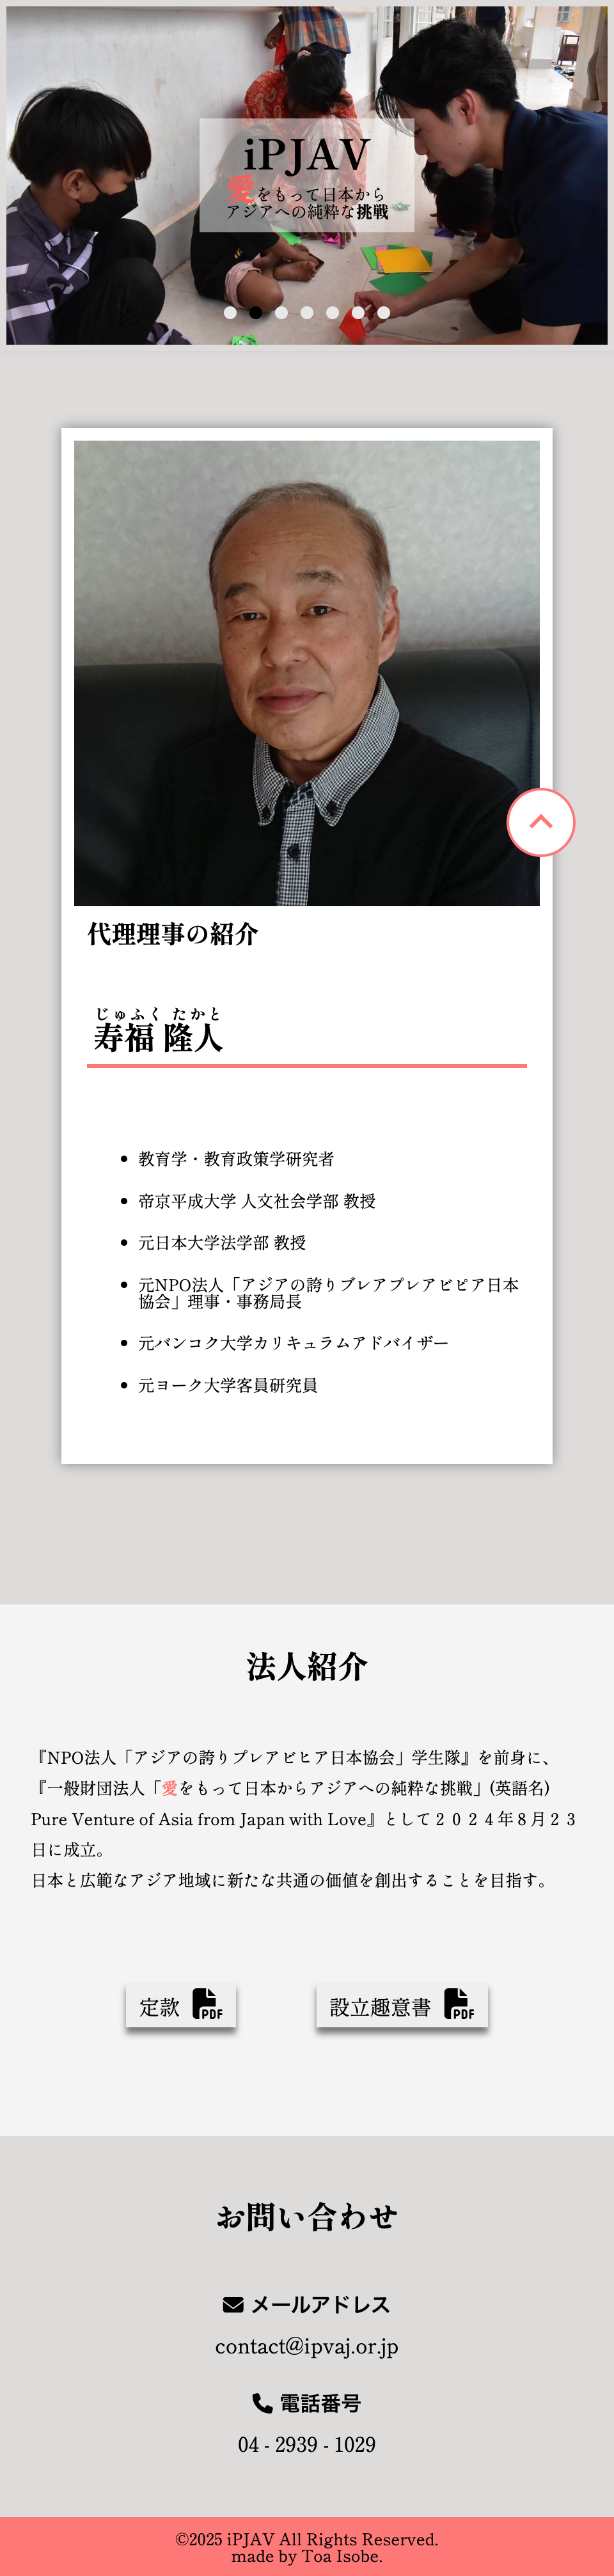 iPJAV
愛をもって日本から
アジアへの純粋な挑戦
代理理事の紹介
じゅふく たかと
寿福 隆人
教育学・教育政策学研究者
帝京平成大学 人文社会学部 教授
元日本大学法学部 教授
元NPO法人「アジアの誇りプレアプレアビピア日本
協会」理事・事務局長
元バンコク大学カリキュラムアドバイザー
元ヨーク大学客員研究員
法人紹介
『NPO法人「アジアの誇りプレアビヒア日本協会」学生隊』を前身に、
『一般財団法人「愛をもって日本からアジアへの純粋な挑戦」(英語名)
Pure Venture of Asia from Japan with Love』として２０２４年８月２３
日に成立。
日本と広範なアジア地域に新たな共通の価値を創出することを目指す。
定款 PDF
設立趣意書 PDF
お問い合わせ
メールアドレス
contact@ipvaj.or.jp
電話番号
04 - 2939 - 1029
©2025 iPJAV All Rights Reserved.
made by Toa Isobe.